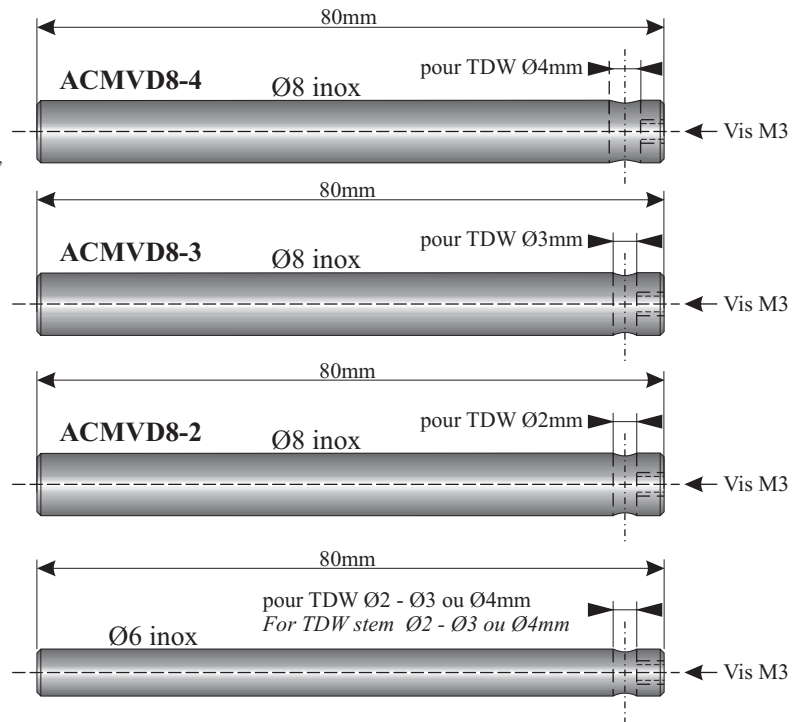 80mm
pour TDW Ø4mm
ACMVD8-4
Ø8 inox
Vis M3
80mm
pour TDW Ø3mm
ACMVD8-3
Ø8 inox
Vis M3
80mm
pour TDW Ø2mm
ACMVD8-2
Ø8 inox
Vis M3
80mm
pour TDW Ø2 - Ø3 ou Ø4mm
For TDW stem Ø2 - Ø3 ou Ø4mm
Ø6 inox
Vis M3